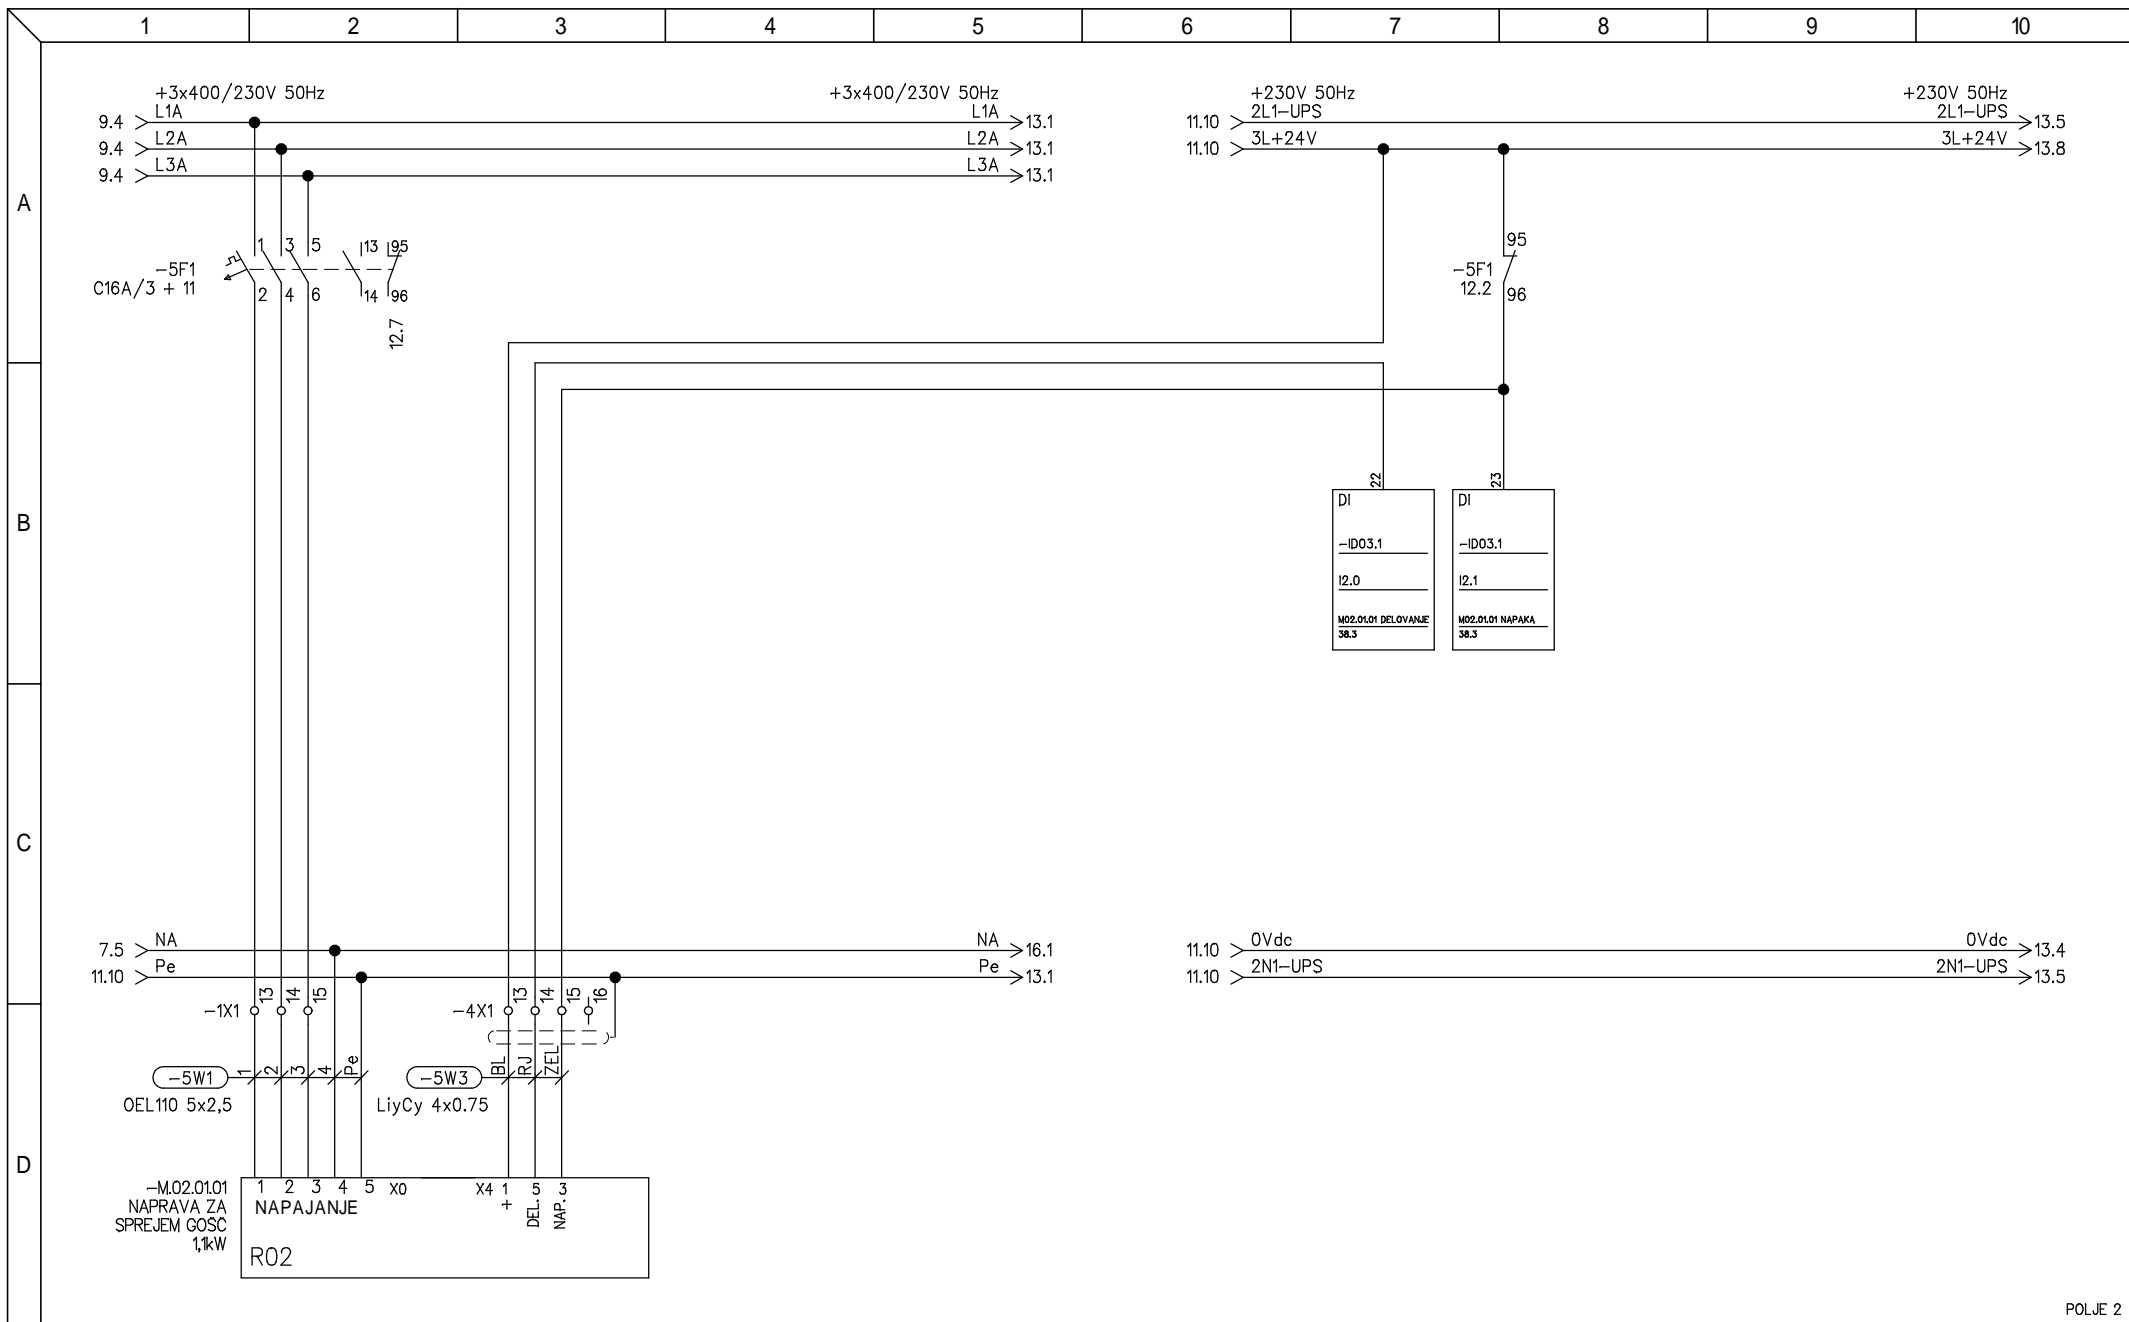 1 2 3 4 5 6 7 8 9 10
+3x400/230V 50Hz +3x400/230V 50Hz +230V 50Hz +230V 50Hz
9.4 L1A L1A 13.1 11.10 2L1-UPS 2L1-UPS 13.5
9.4 L2A L2A 13.1 11.10 3L+24V 3L+24V 13.8
9.4 L3A L3A 13.1
A
1 3 5 13 95
-5F1
C16A/3 + 11
2 4 6 14 96
12.7
95
-5F1
12.2
96
B
22 23
DI DI
-ID03.1 -ID03.1
I2.0 I2.1
M02.01.01 DELOVANJE M02.01.01 NAPAKA
38.3 38.3
C
7.5 NA NA 16.1 11.10 0Vdc 0Vdc 13.4
11.10 Pe Pe 13.1 11.10 2N1-UPS 2N1-UPS 13.5
-1X1 13 14 15 -4X1 13 14 15 16
-5W1 1 2 3 4 Pe -5W3 BL RJ ZEL
OEL110 5x2,5 LiyCy 4x0.75
D
-M.02.01.01
NAPRAVA ZA
SPREJEM GOŠČ
1,1kW
1 2 3 4 5 X0 X4 1 5 3
NAPAJANJE + DEL. NAP.
R02
POLJE 2